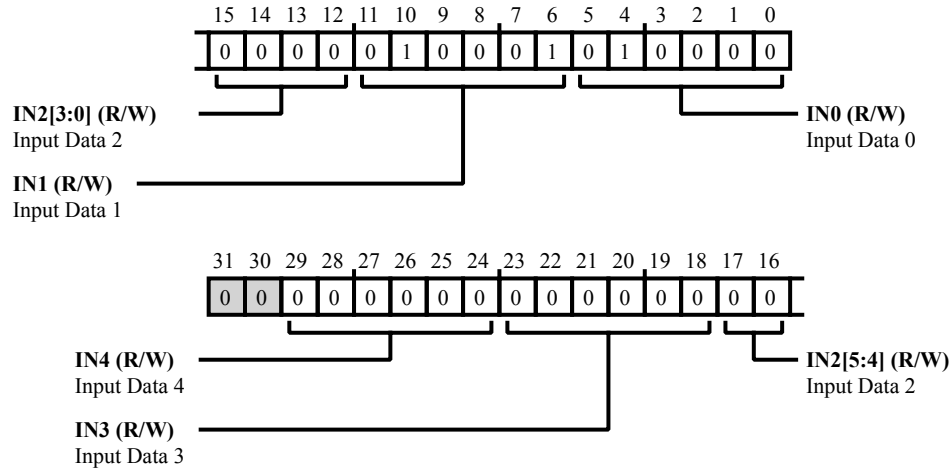 15 14 13 12 11 10 9 8 7 6 5 4 3 2 1 0
0 0 0 0 0 1 0 0 0 1 0 1 0 0 0 0
IN2[3:0] (R/W)
Input Data 2
IN0 (R/W)
Input Data 0
IN1 (R/W)
Input Data 1
31 30 29 28 27 26 25 24 23 22 21 20 19 18 17 16
0 0 0 0 0 0 0 0 0 0 0 0 0 0 0 0
IN4 (R/W)
Input Data 4
IN2[5:4] (R/W)
Input Data 2
IN3 (R/W)
Input Data 3